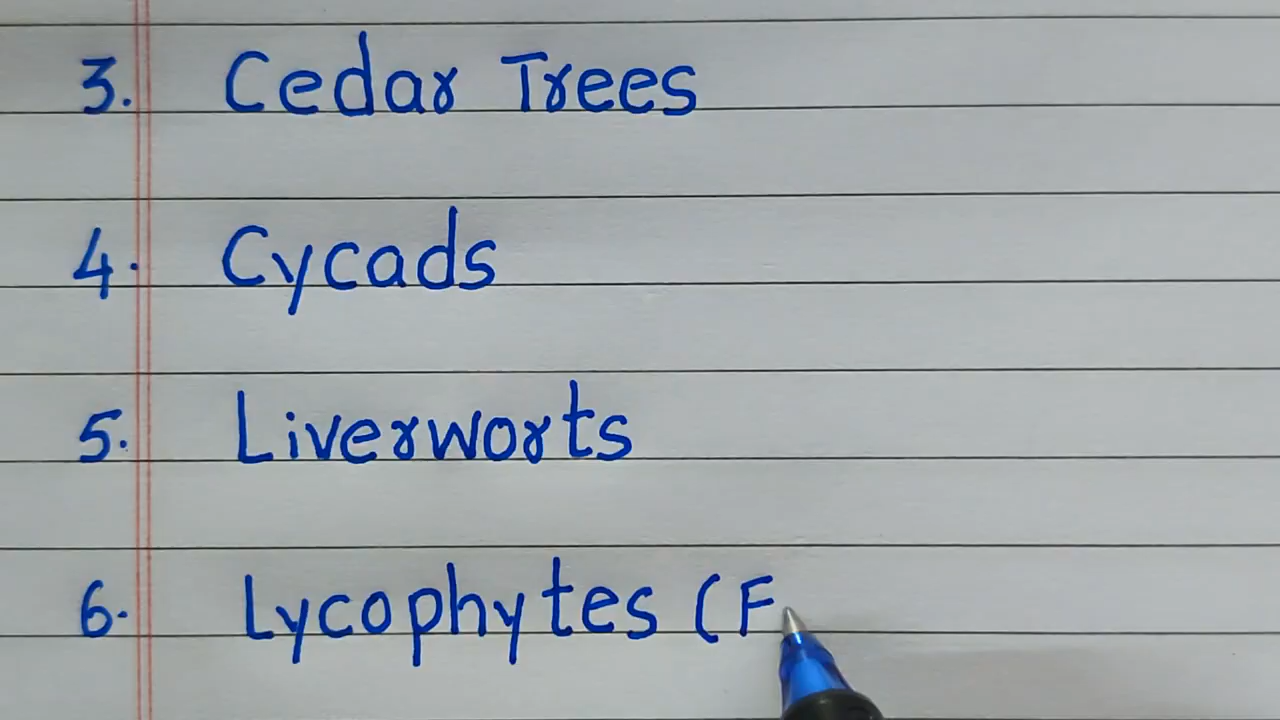 3. Cedar Trees
4. Cycads
5. Liverworts
6. Lycophytes (F